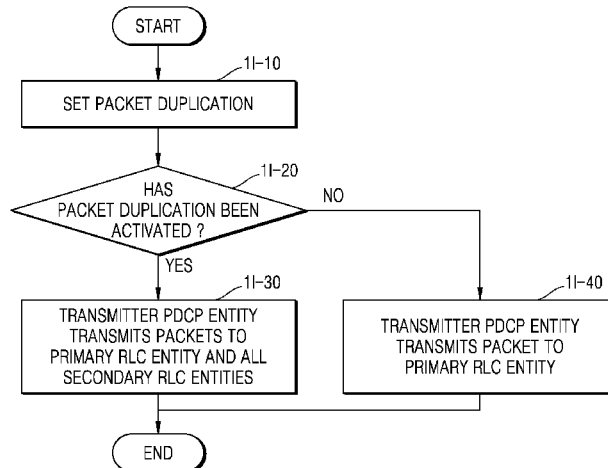 START
1I-10
SET PACKET DUPLICATION
1I-20
HAS
PACKET DUPLICATION BEEN
ACTIVATED ?
NO
YES
1I-30
TRANSMITTER PDCP ENTITY
TRANSMITS PACKETS TO
PRIMARY RLC ENTITY AND ALL
SECONDARY RLC ENTITIES
1I-40
TRANSMITTER PDCP ENTITY
TRANSMITS PACKET TO
PRIMARY RLC ENTITY
END